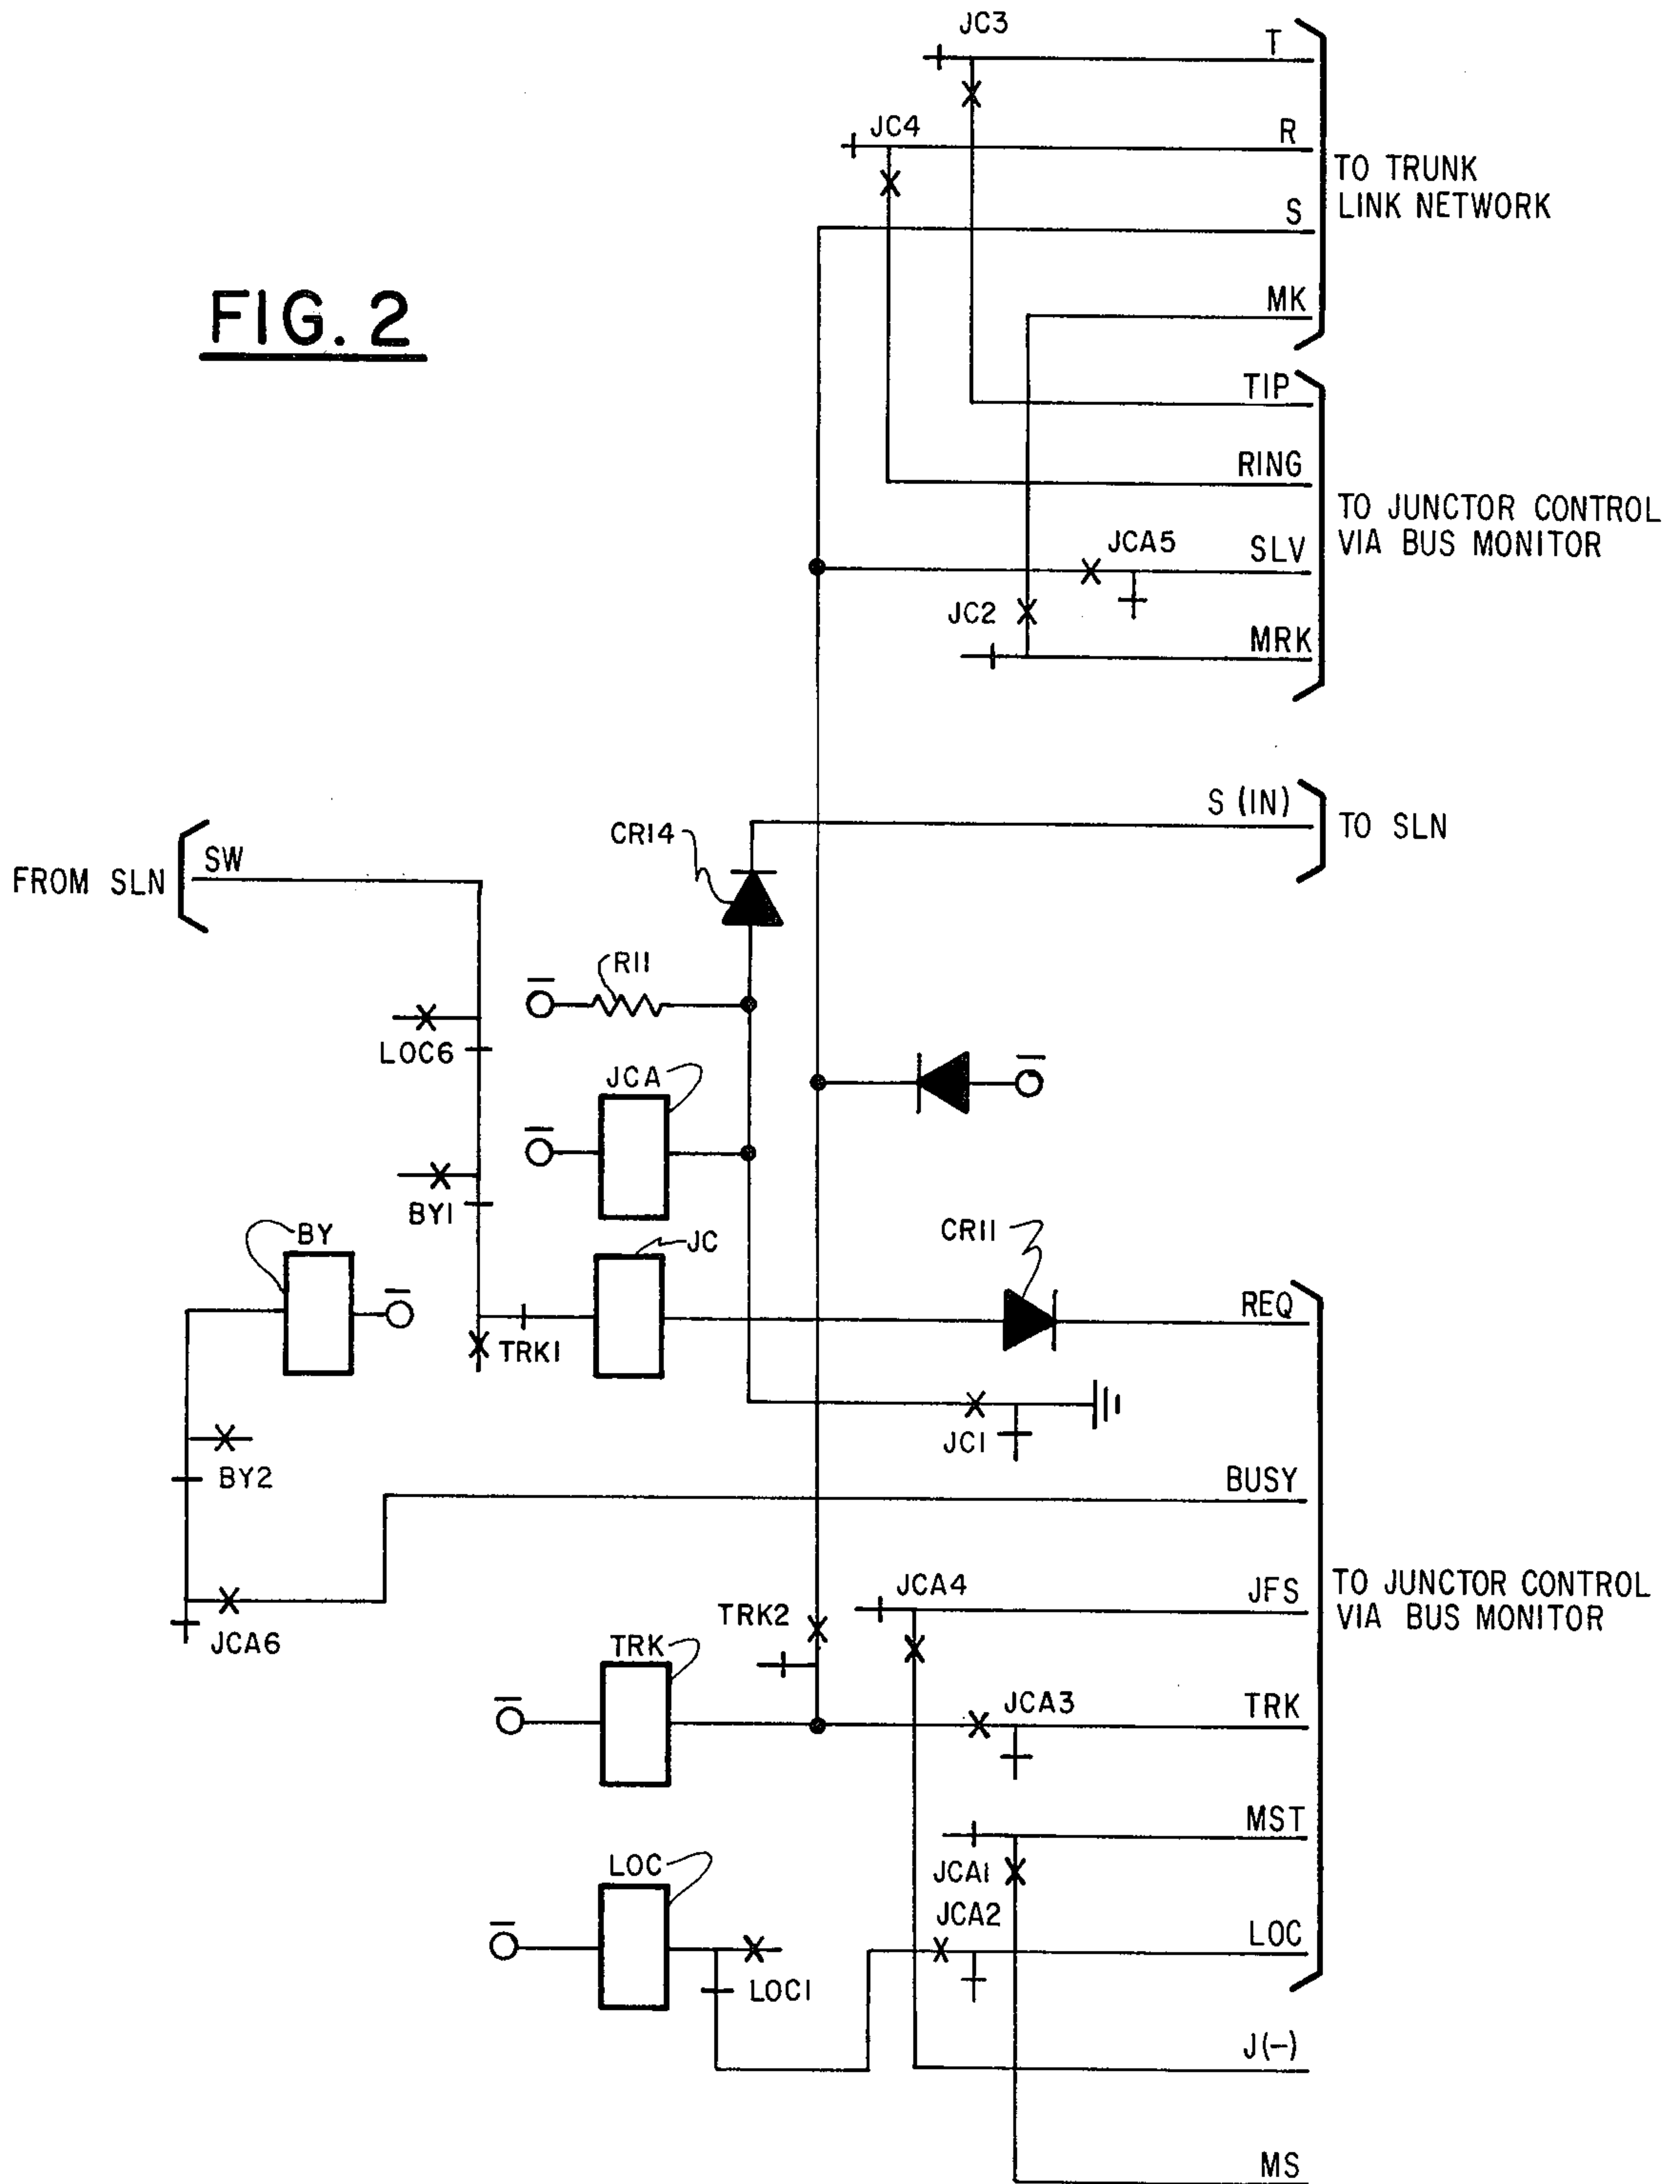 JC3
T
JC4
R
TO TRUNK
LINK NETWORK
S
FIG. 2
MK
TIP
RING
TO JUNCTOR CONTROL
VIA BUS MONITOR
JCA5
SLV
JC2
MRK
S (IN)
TO SLN
CR14
FROM SLN
SW
R11
LOC6
JCA
BY1
BY
JC
CR11
REQ
TRK1
JC1
BY2
BUSY
JCA4
JFS
TO JUNCTOR CONTROL
VIA BUS MONITOR
TRK2
JCA6
TRK
JCA3
TRK
MST
LOC
JCA1
JCA2
LOC
LOC1
J(-)
MS